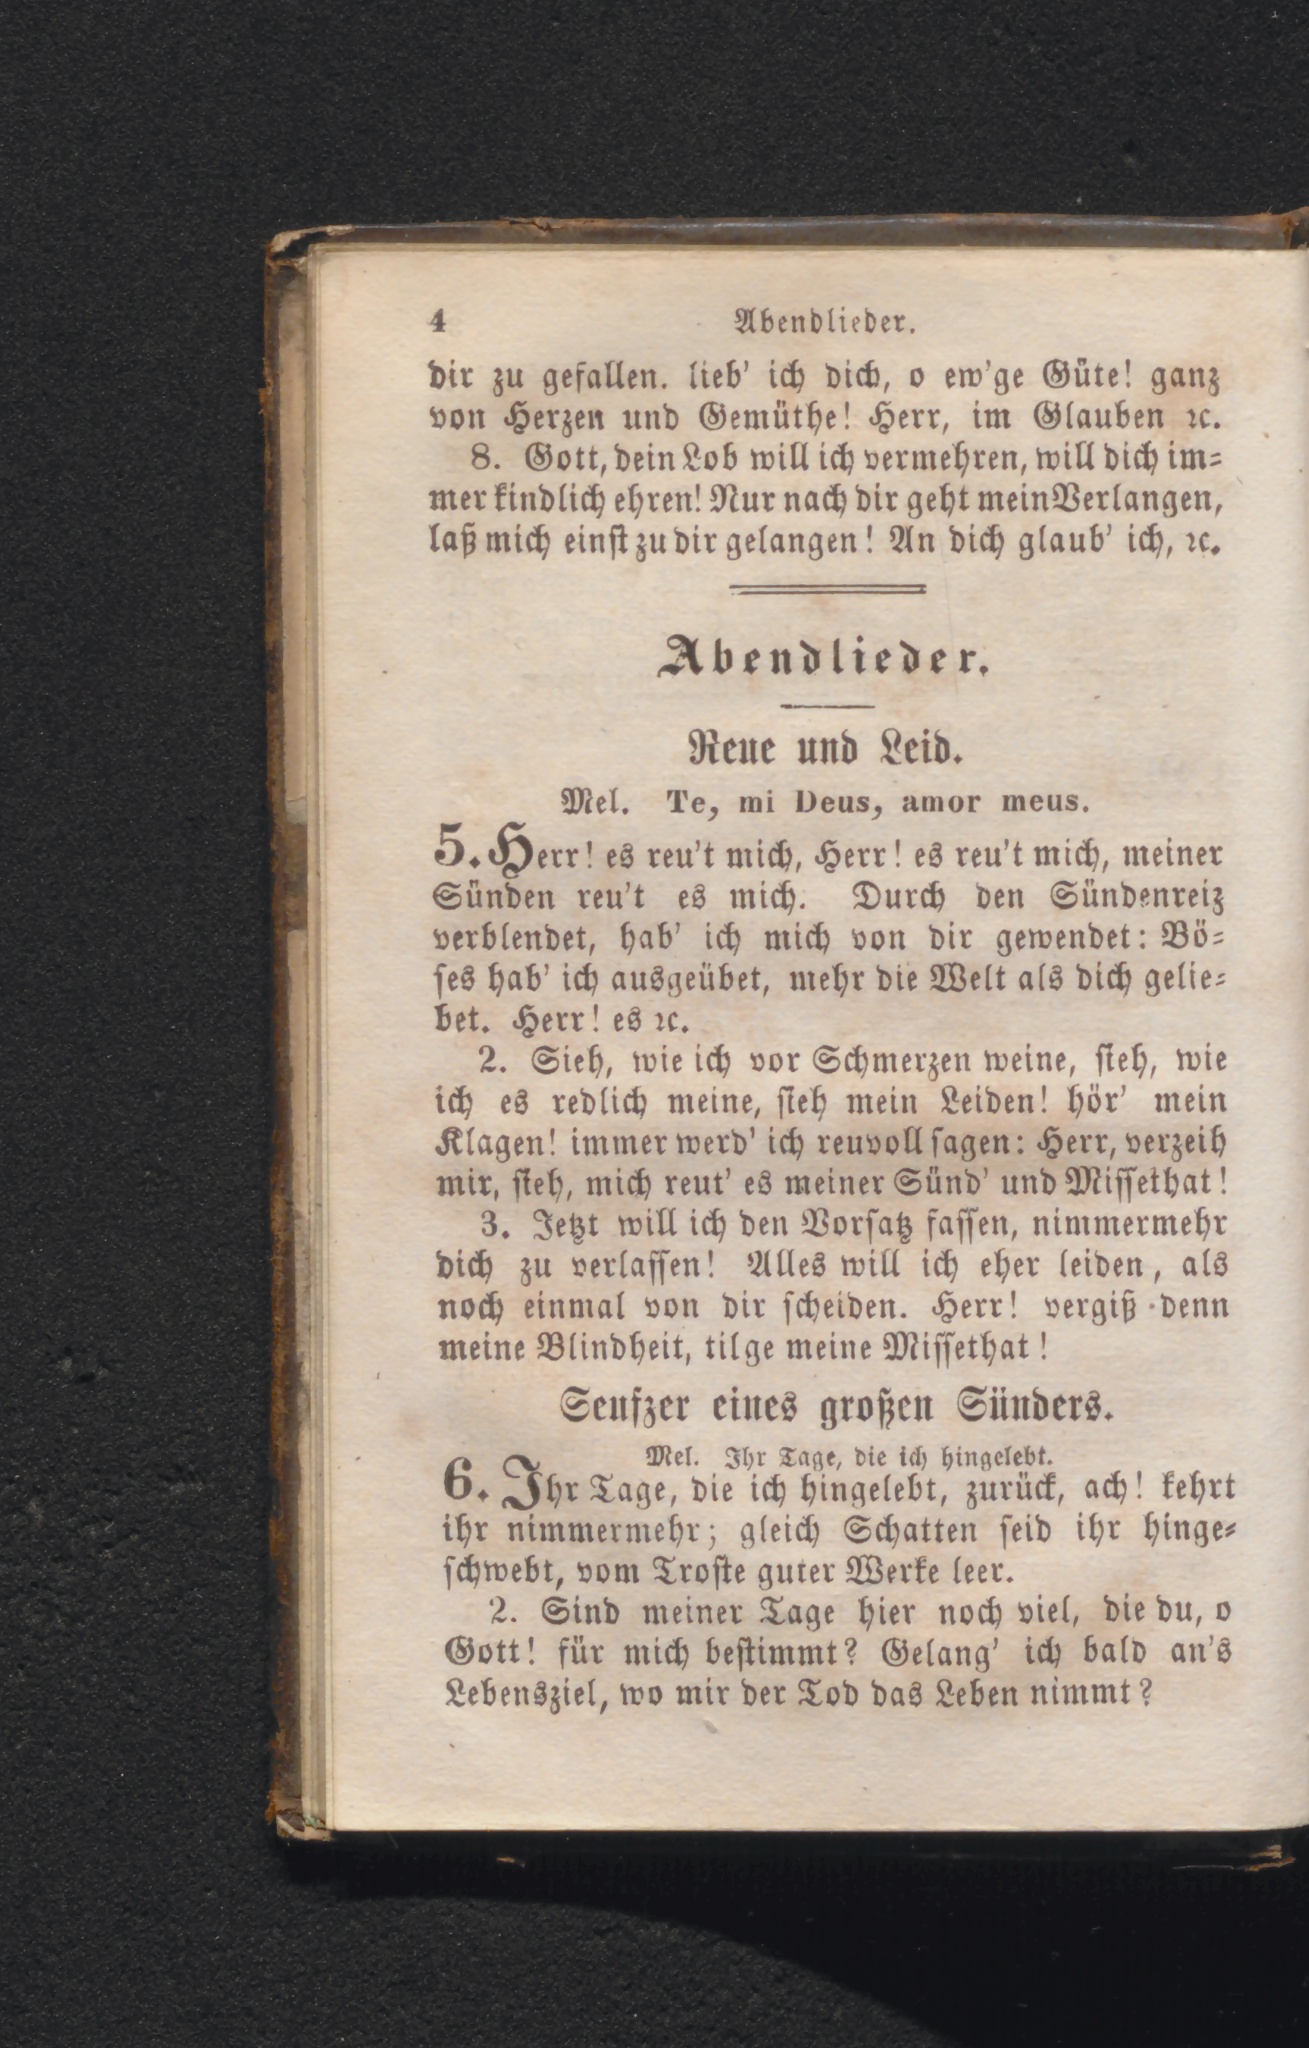 4 Abendlieder.
dir zu gefallen. lieb' ich dich, o ew'ge Güte! ganz
von Herzen und Gemüthe! Herr, im Glauben ꝛc.
8. Gott, dein Lob will ich vermehren, will dich im-
mer kindlich ehren! Nur nach dir geht mein Verlangen,
laß mich einst zu dir gelangen! An dich glaub' ich, ꝛc.
Abendlieder.
Reue und Leid.
Mel. Te, mi Deus, amor meus.
5. Herr! es reu't mich, Herr! es reu't mich, meiner
Sünden reu't es mich. Durch den Sündenreiz
verblendet, hab' ich mich von dir gewendet: Bö-
ses hab' ich ausgeübet, mehr die Welt als dich gelie-
bet. Herr! es ꝛc.
2. Sieh, wie ich vor Schmerzen weine, sieh, wie
ich es redlich meine, sieh mein Leiden! hör' mein
Klagen! immer werd' ich reuvoll sagen: Herr, verzeih
mir, sieh, mich reut' es meiner Sünd' und Missethat!
3. Jetzt will ich den Vorsatz fassen, nimmermehr
dich zu verlassen! Alles will ich eher leiden, als
noch einmal von dir scheiden. Herr! vergiß denn
meine Blindheit, tilge meine Missethat!
Seufzer eines großen Sünders.
Mel. Ihr Tage, die ich hingelebt.
6. Ihr Tage, die ich hingelebt, zurück, ach! kehrt
ihr nimmermehr; gleich Schatten seid ihr hinge-
schwebt, vom Troste guter Werke leer.
2. Sind meiner Tage hier noch viel, die du, o
Gott! für mich bestimmt? Gelang' ich bald an's
Lebensziel, wo mir der Tod das Leben nimmt?